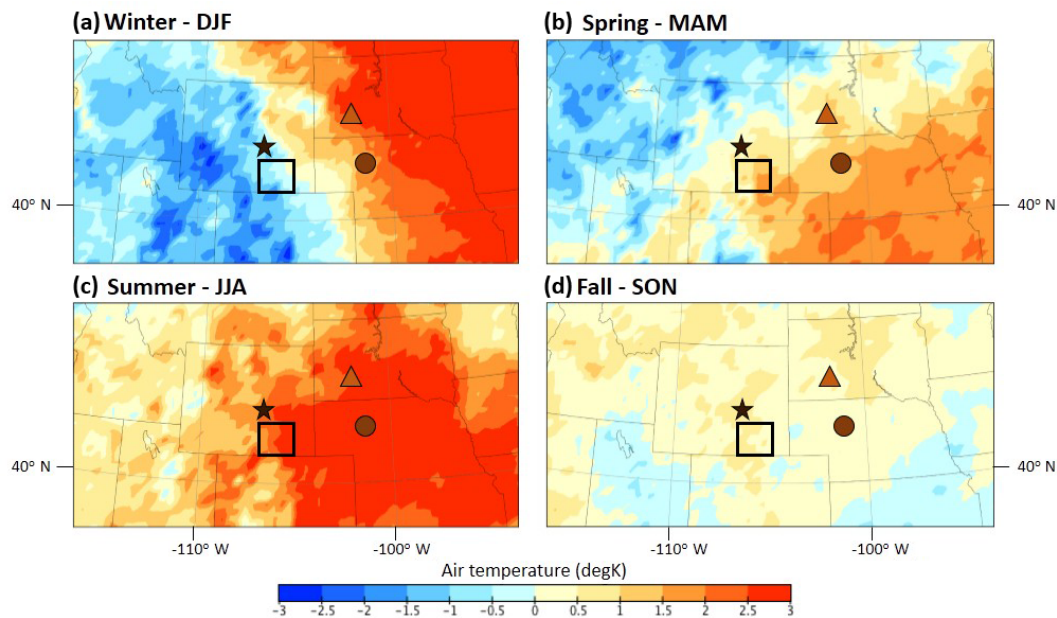 (a) Winter - DJF
(b) Spring - MAM
40° N
40° N
(c) Summer - JJA
(d) Fall - SON
40° N
40° N
-110° W
-100° W
-110° W
-100° W
Air temperature (degK)
-3 -2.5 -2 -1.5 -1 -0.5 0 0.5 1 1.5 2 2.5 3